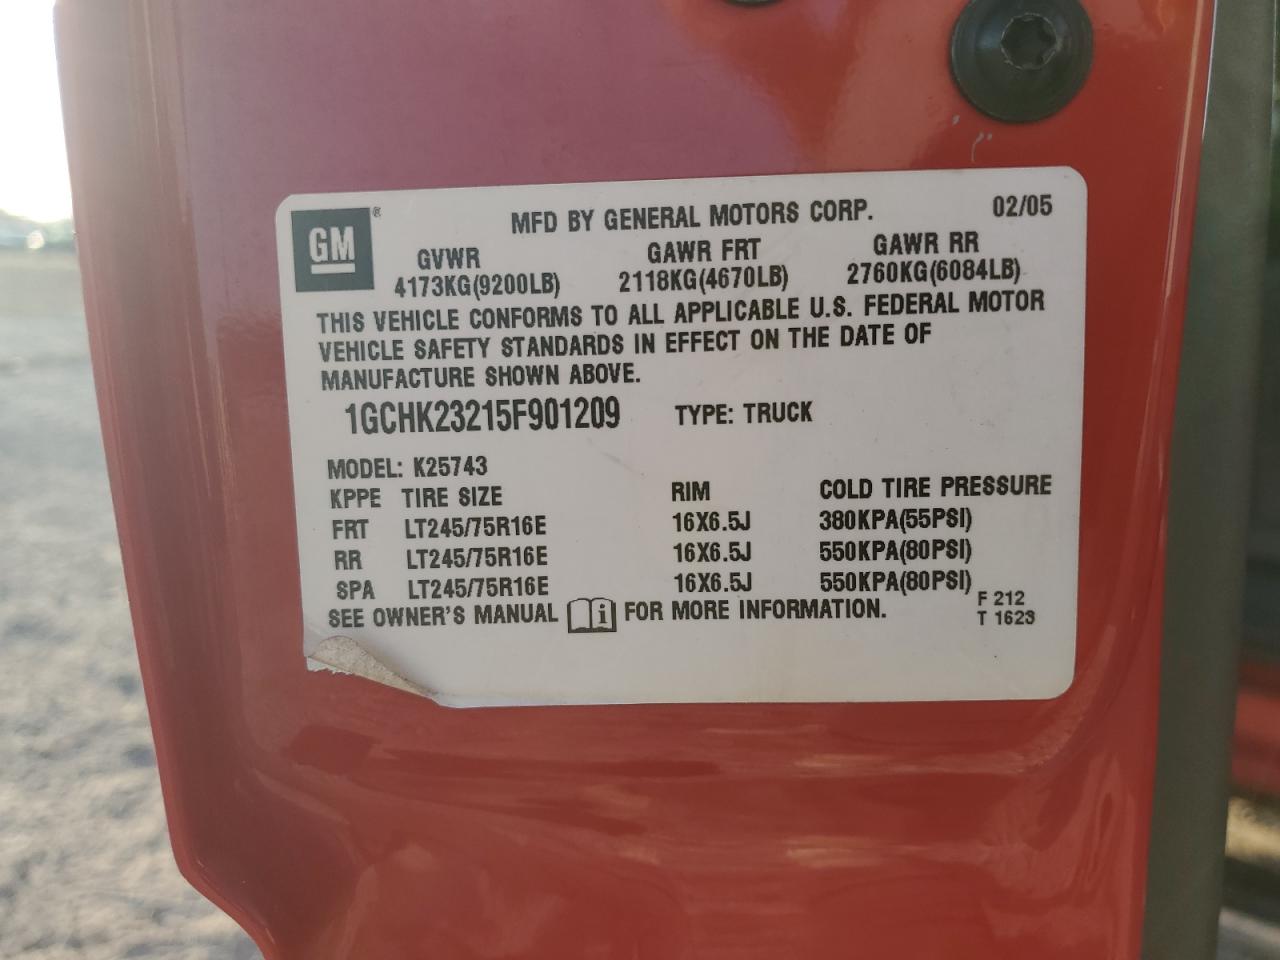 GM ® MFD BY GENERAL MOTORS CORP. 02/05
GVWR GAWR FRT GAWR RR
4173KG(9200LB) 2118KG(4670LB) 2760KG(6084LB)
THIS VEHICLE CONFORMS TO ALL APPLICABLE U.S. FEDERAL MOTOR
VEHICLE SAFETY STANDARDS IN EFFECT ON THE DATE OF
MANUFACTURE SHOWN ABOVE.
1GCHK23215F901209 TYPE: TRUCK
MODEL: K25743
KPPE TIRE SIZE RIM COLD TIRE PRESSURE
FRT LT245/75R16E 16X6.5J 380KPA(55PSI)
RR LT245/75R16E 16X6.5J 550KPA(80PSI)
SPA LT245/75R16E 16X6.5J 550KPA(80PSI)
SEE OWNER'S MANUAL i FOR MORE INFORMATION. F 212
T 1623